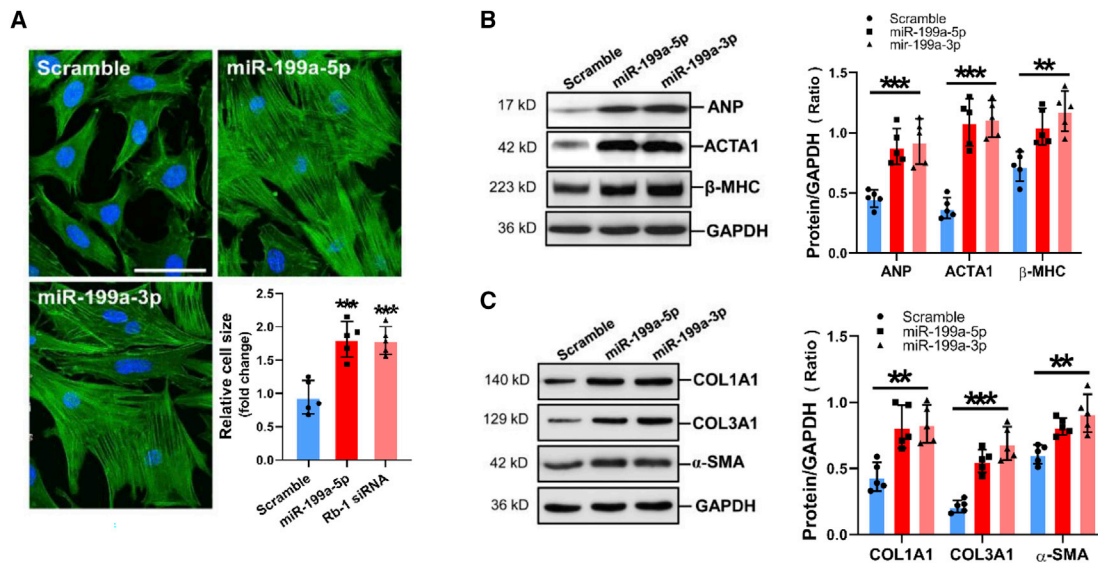 A
Scramble
miR-199a-5p
miR-199a-3p
Relative cell size
(fold change)
2.5
2.0
1.5
1.0
0.5
0.0
***
***
Scramble
miR-199a-5p
Rb-1 siRNA
B
Scramble
miR-199a-5p
miR-199a-3p
17 kD
ANP
42 kD
ACTA1
223 kD
β-MHC
36 kD
GAPDH
Scramble
miR-199a-5p
mir-199a-3p
Protein/GAPDH ( Ratio)
1.5
1.0
0.5
0.0
***
***
**
ANP
ACTA1
β-MHC
C
Scramble
miR-199a-5p
miR-199a-3p
140 kD
COL1A1
129 kD
COL3A1
42 kD
α-SMA
36 kD
GAPDH
Scramble
miR-199a-5p
miR-199a-3p
Protein/GAPDH ( Ratio)
1.5
1.0
0.5
0.0
**
***
**
COL1A1
COL3A1
α-SMA